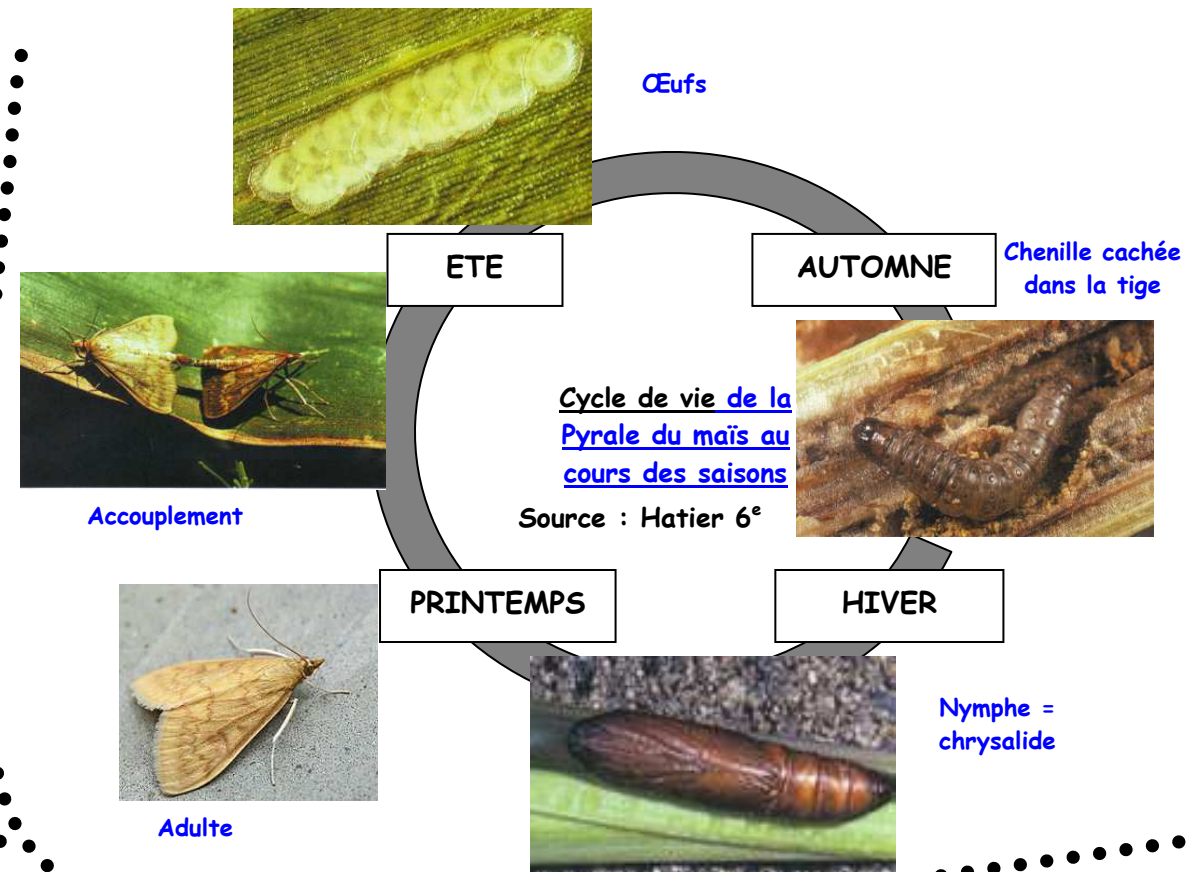 Œufs
ETE
AUTOMNE
Chenille cachée
dans la tige
Cycle de vie de la
Pyrale du maïs au
cours des saisons
Source : Hatier 6e
Accouplement
PRINTEMPS
HIVER
Nymphe =
chrysalide
Adulte